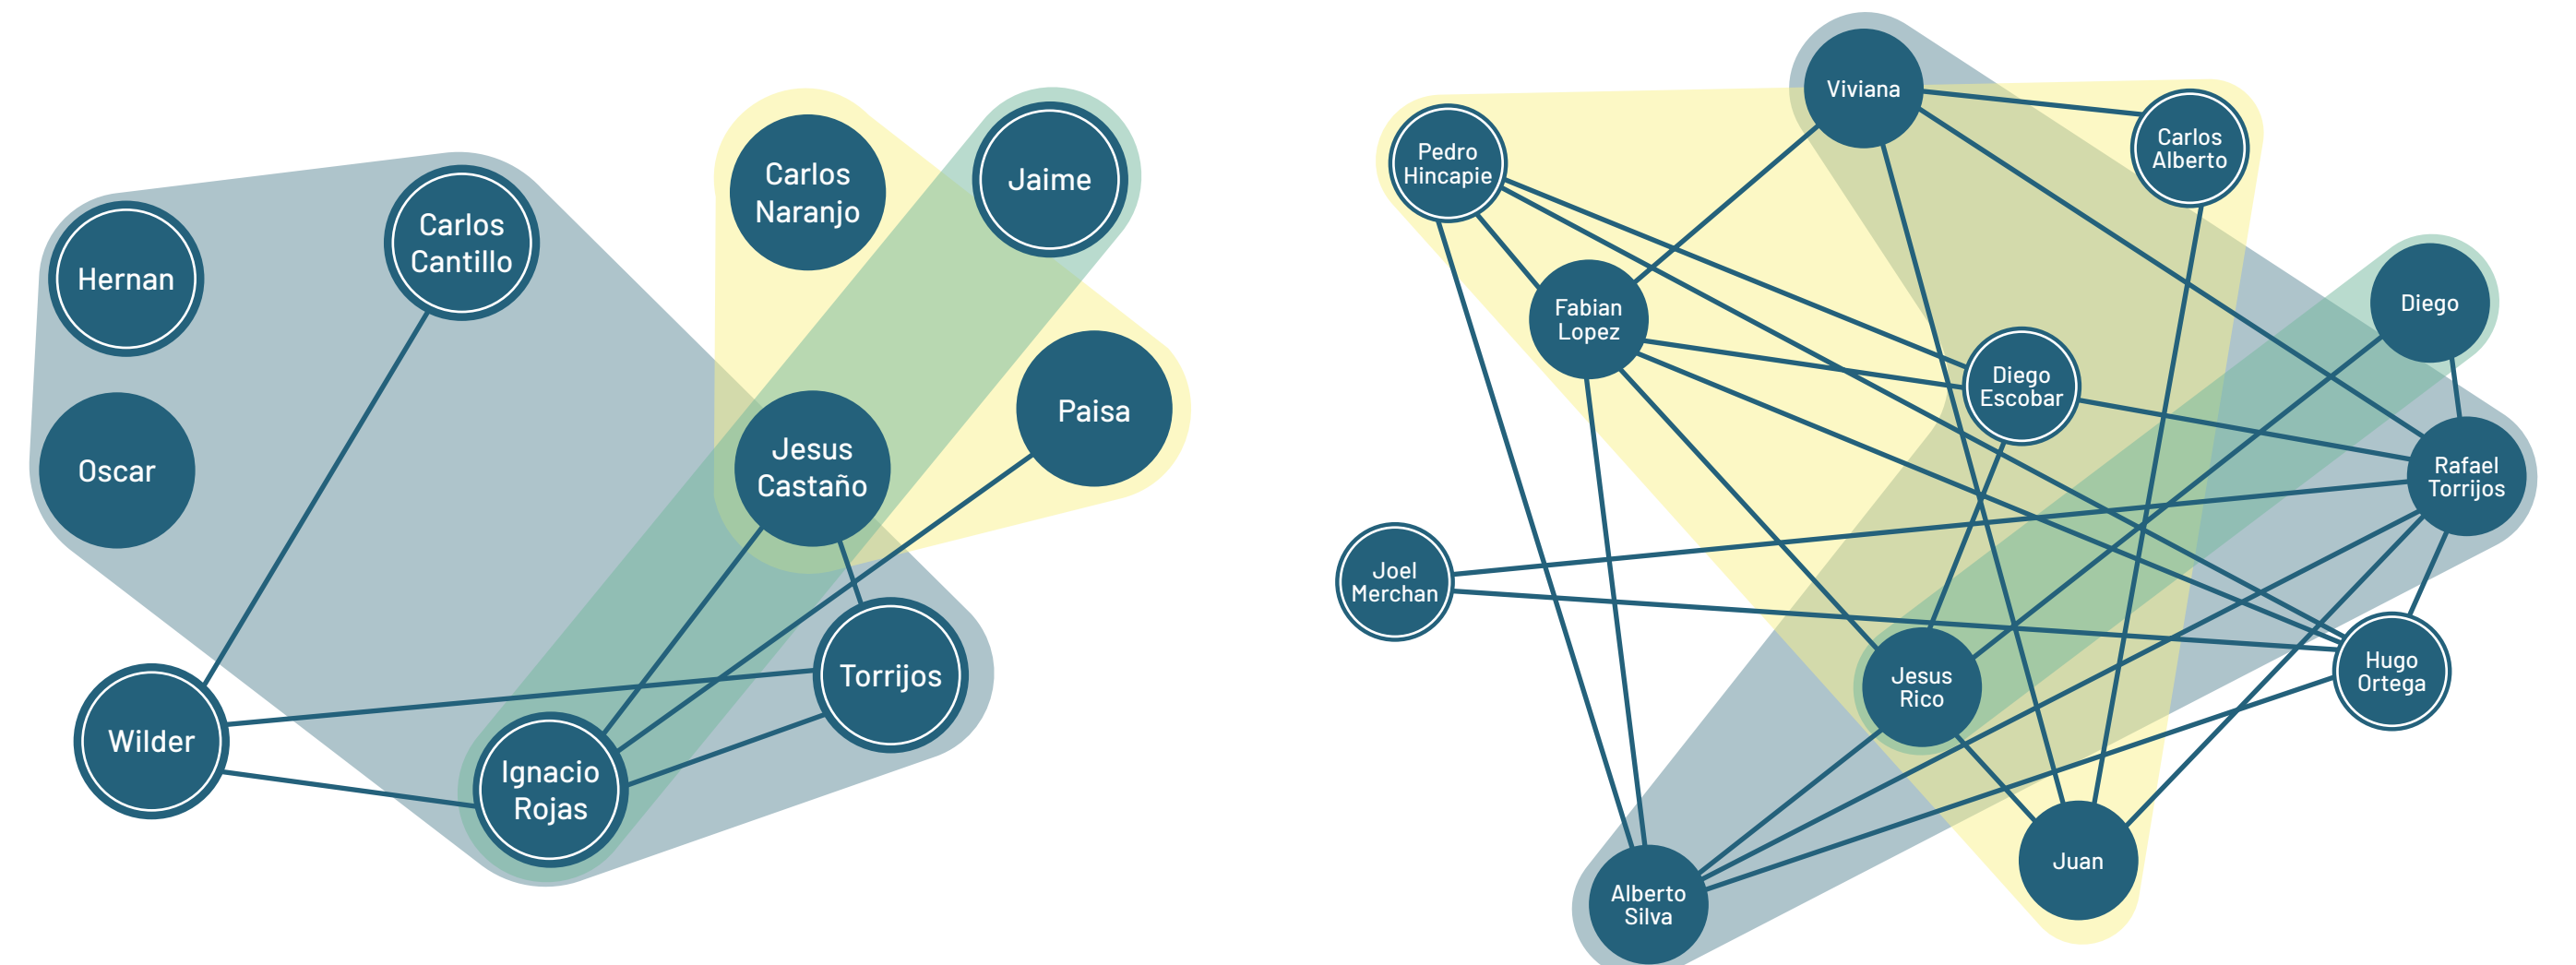 Hernan
Carlos
Cantillo
Carlos
Naranjo
Jaime
Oscar
Jesus
Castaño
Paisa
Wilder
Ignacio
Rojas
Torrijos
Viviana
Pedro
Hincapie
Carlos
Alberto
Fabian
Lopez
Diego
Diego
Escobar
Rafael
Torrijos
Joel
Merchan
Jesus
Rico
Hugo
Ortega
Alberto
Silva
Juan